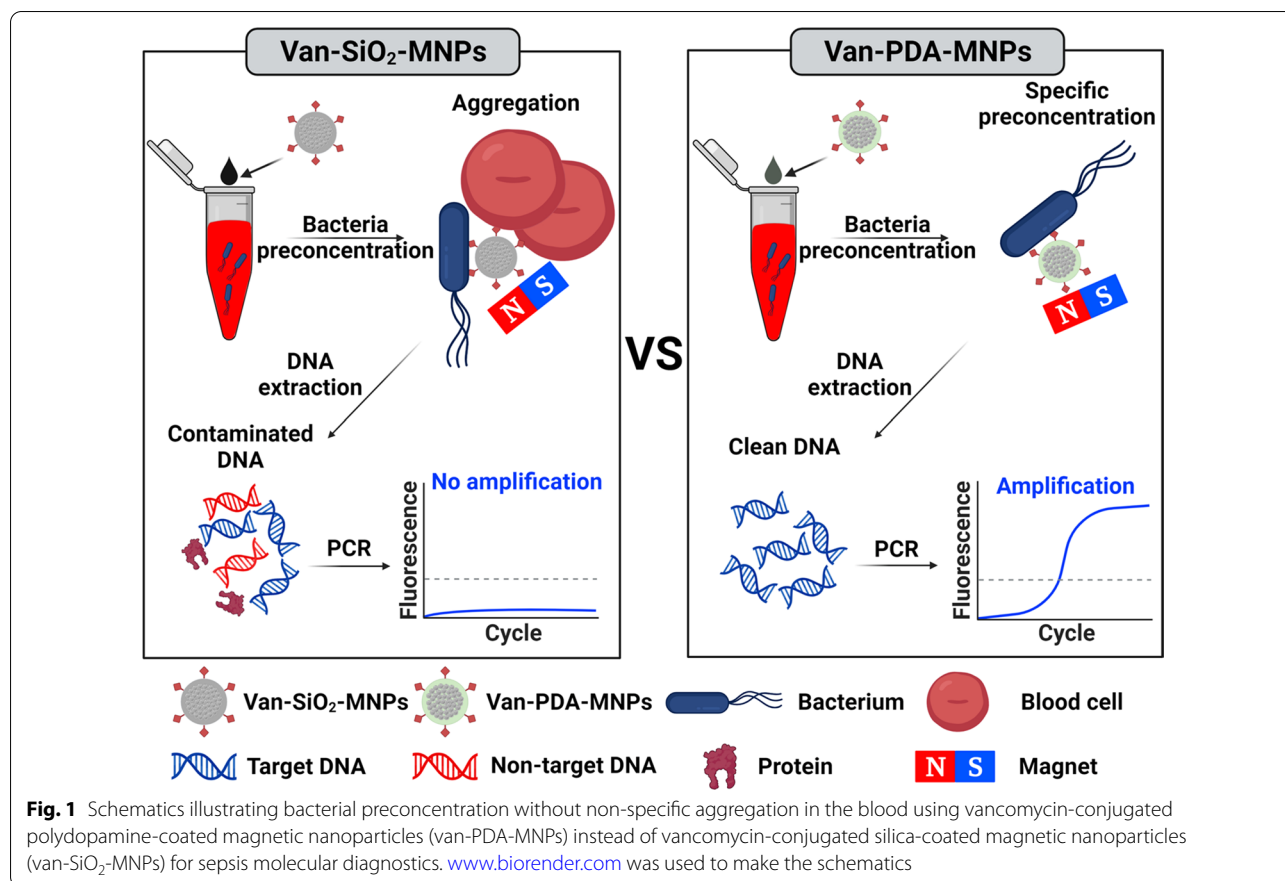 Van-SiO₂-MNPs
Aggregation
Bacteria
preconcentration
N S
DNA
extraction
Contaminated
DNA
PCR
No amplification
Fluorescence
Cycle
VS
Van-PDA-MNPs
Specific
preconcentration
Bacteria
preconcentration
N S
DNA
extraction
Clean DNA
PCR
Amplification
Fluorescence
Cycle
Van-SiO₂-MNPs
Van-PDA-MNPs
Bacterium
Blood cell
Target DNA
Non-target DNA
Protein
N S
Magnet
Fig. 1 Schematics illustrating bacterial preconcentration without non-specific aggregation in the blood using vancomycin-conjugated
polydopamine-coated magnetic nanoparticles (van-PDA-MNPs) instead of vancomycin-conjugated silica-coated magnetic nanoparticles
(van-SiO₂-MNPs) for sepsis molecular diagnostics. www.biorender.com was used to make the schematics